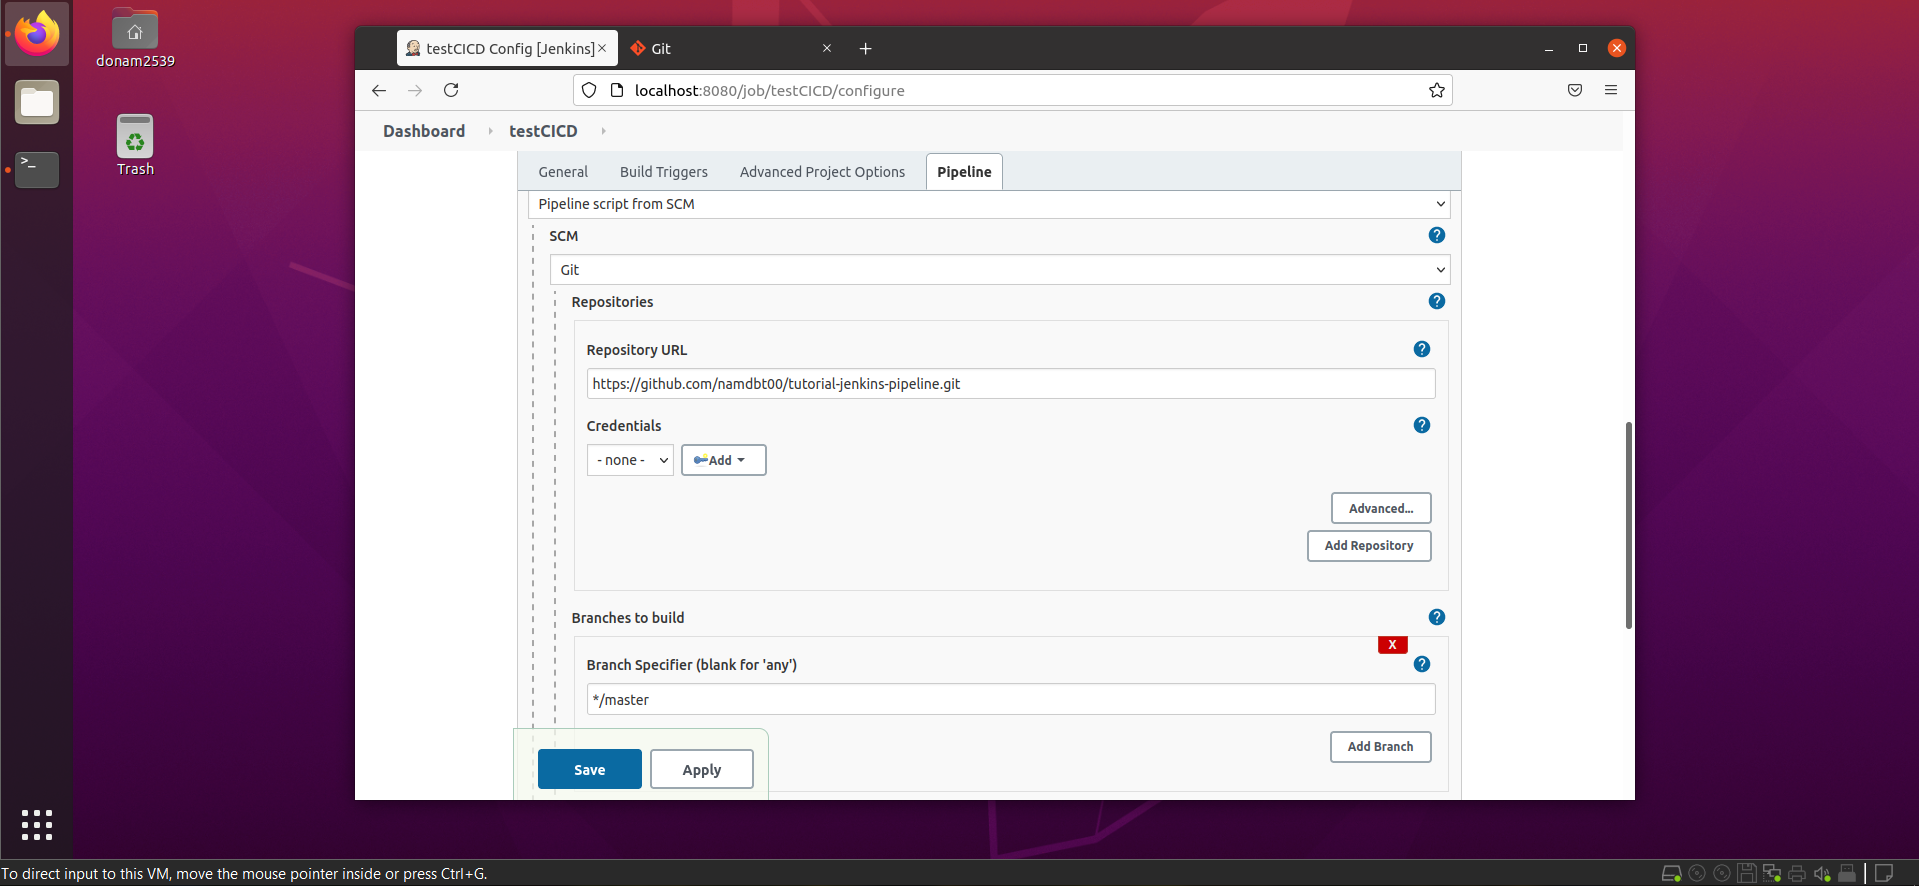 donam2539
Trash
testCICD Config [Jenkins]
Git
localhost:8080/job/testCICD/configure
Dashboard
testCICD
General
Build Triggers
Advanced Project Options
Pipeline
Pipeline script from SCM
SCM
?
Git
Repositories
?
Repository URL
?
https://github.com/namdbt00/tutorial-jenkins-pipeline.git
Credentials
?
- none -
Add
Advanced...
Add Repository
Branches to build
?
X
Branch Specifier (blank for 'any')
?
*/master
Add Branch
Save
Apply
To direct input to this VM, move the mouse pointer inside or press Ctrl+G.